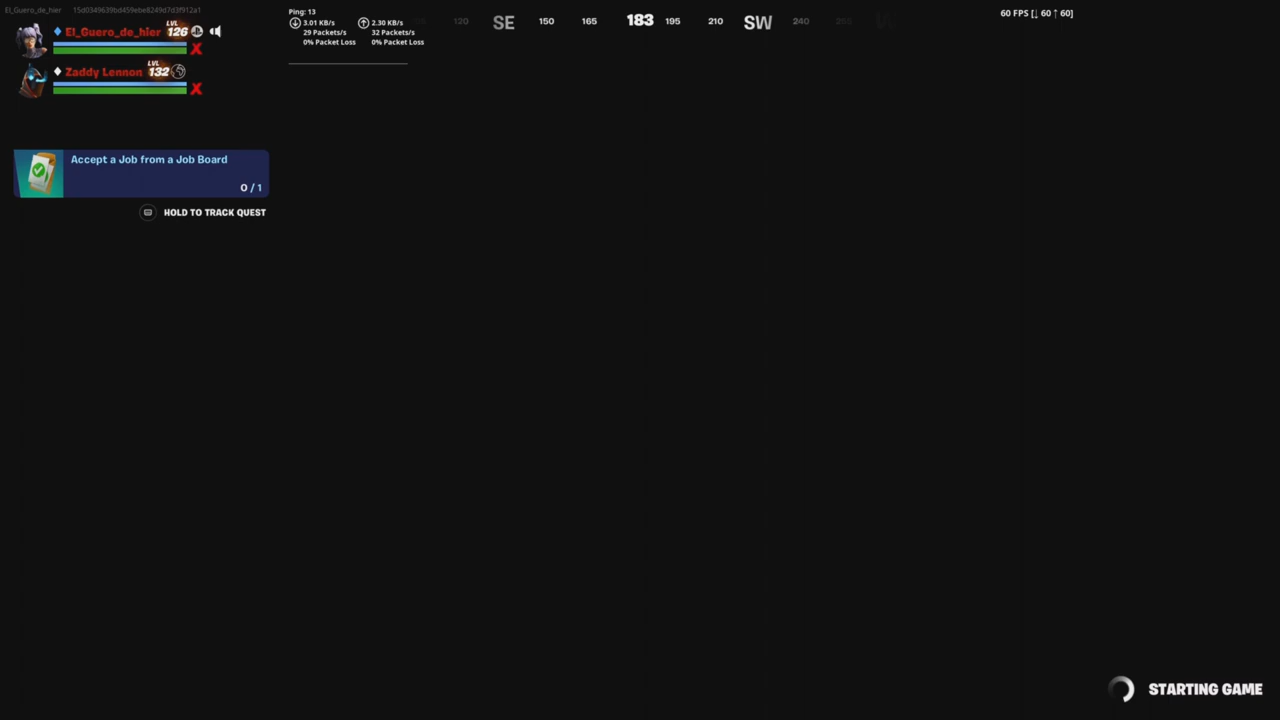 El_Guero_de_hier 15d0349639bd459ebe8249d7d3f912a1
El_Guero_de_hier LVL 126
X
Zaddy Lennon LVL 132
X
Ping: 13
3.01 KB/s 2.30 KB/s
29 Packets/s 32 Packets/s
0% Packet Loss 0% Packet Loss
120 SE 150 165 183 195 210 SW 240
60 FPS [↓ 60 ↑ 60]
Accept a Job from a Job Board
0 / 1
HOLD TO TRACK QUEST
STARTING GAME